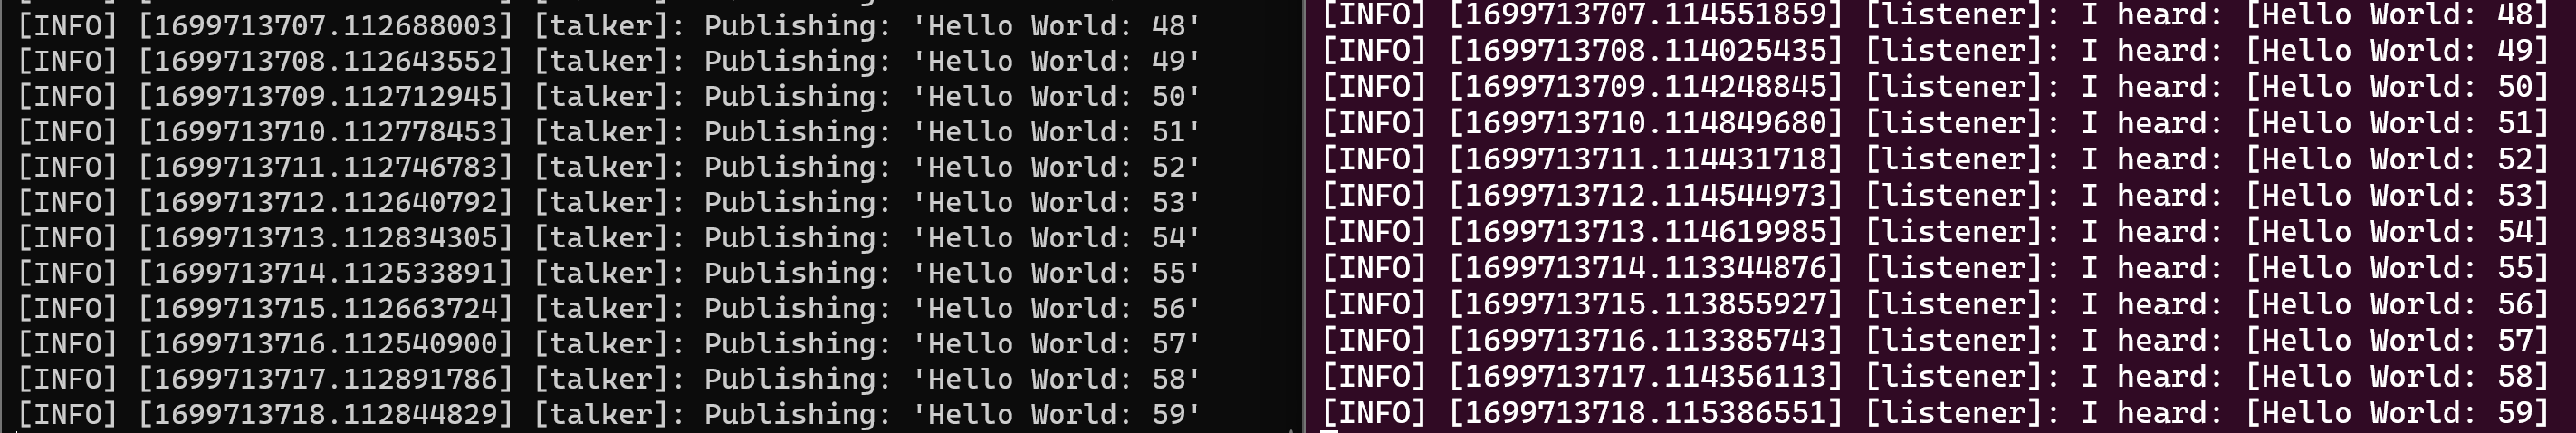 [INFO] [1699713707.112688003] [talker]: Publishing: 'Hello World: 48'
[INFO] [1699713708.112643552] [talker]: Publishing: 'Hello World: 49'
[INFO] [1699713709.112712945] [talker]: Publishing: 'Hello World: 50'
[INFO] [1699713710.112778453] [talker]: Publishing: 'Hello World: 51'
[INFO] [1699713711.112746783] [talker]: Publishing: 'Hello World: 52'
[INFO] [1699713712.112640792] [talker]: Publishing: 'Hello World: 53'
[INFO] [1699713713.112834305] [talker]: Publishing: 'Hello World: 54'
[INFO] [1699713714.112533891] [talker]: Publishing: 'Hello World: 55'
[INFO] [1699713715.112663724] [talker]: Publishing: 'Hello World: 56'
[INFO] [1699713716.112540900] [talker]: Publishing: 'Hello World: 57'
[INFO] [1699713717.112891786] [talker]: Publishing: 'Hello World: 58'
[INFO] [1699713718.112844829] [talker]: Publishing: 'Hello World: 59'
[INFO] [1699713707.114551859] [listener]: I heard: [Hello World: 48]
[INFO] [1699713708.114025435] [listener]: I heard: [Hello World: 49]
[INFO] [1699713709.114248845] [listener]: I heard: [Hello World: 50]
[INFO] [1699713710.114849680] [listener]: I heard: [Hello World: 51]
[INFO] [1699713711.114431718] [listener]: I heard: [Hello World: 52]
[INFO] [1699713712.114544973] [listener]: I heard: [Hello World: 53]
[INFO] [1699713713.114619985] [listener]: I heard: [Hello World: 54]
[INFO] [1699713714.113344876] [listener]: I heard: [Hello World: 55]
[INFO] [1699713715.113855927] [listener]: I heard: [Hello World: 56]
[INFO] [1699713716.113385743] [listener]: I heard: [Hello World: 57]
[INFO] [1699713717.114356113] [listener]: I heard: [Hello World: 58]
[INFO] [1699713718.115386551] [listener]: I heard: [Hello World: 59]